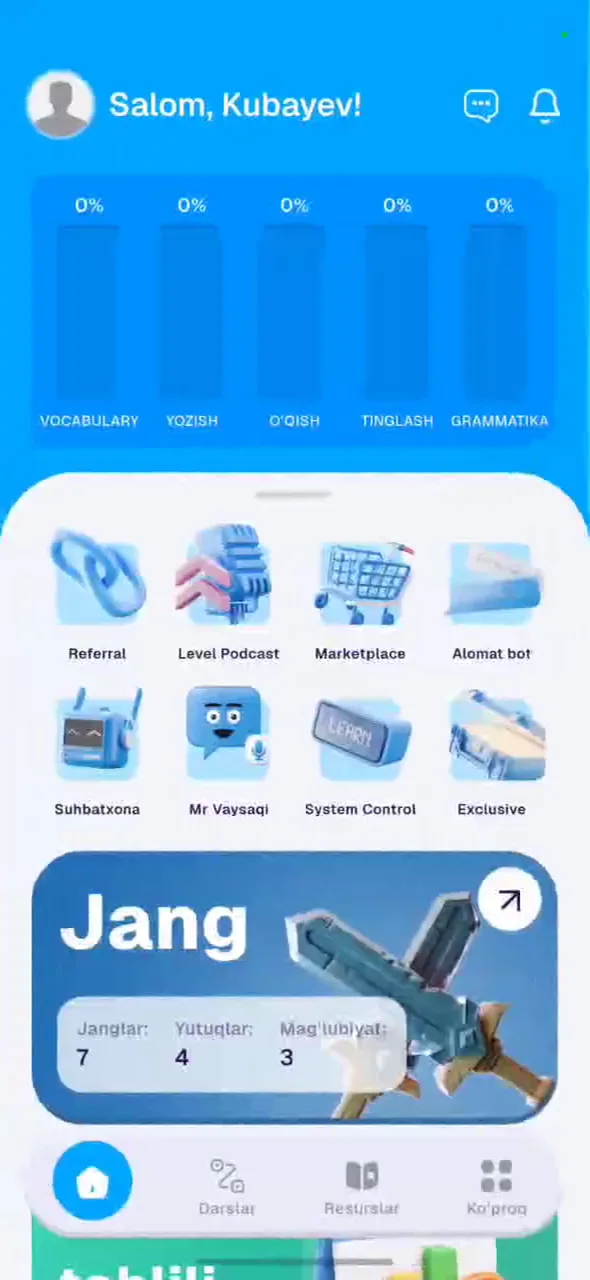 Salom, Kubayev!
0% 0% 0% 0% 0%
VOCABULARY YOZISH O'QISH TINGLASH GRAMMATIKA
Referral Level Podcast Marketplace Alomat bot
LEARN
Suhbatxona Mr Vaysaqi System Control Exclusive
Jang
Janglar: Yutuqlar: Mag'lubiyat:
7 4 3
Darslar Resurslar Ko'proq